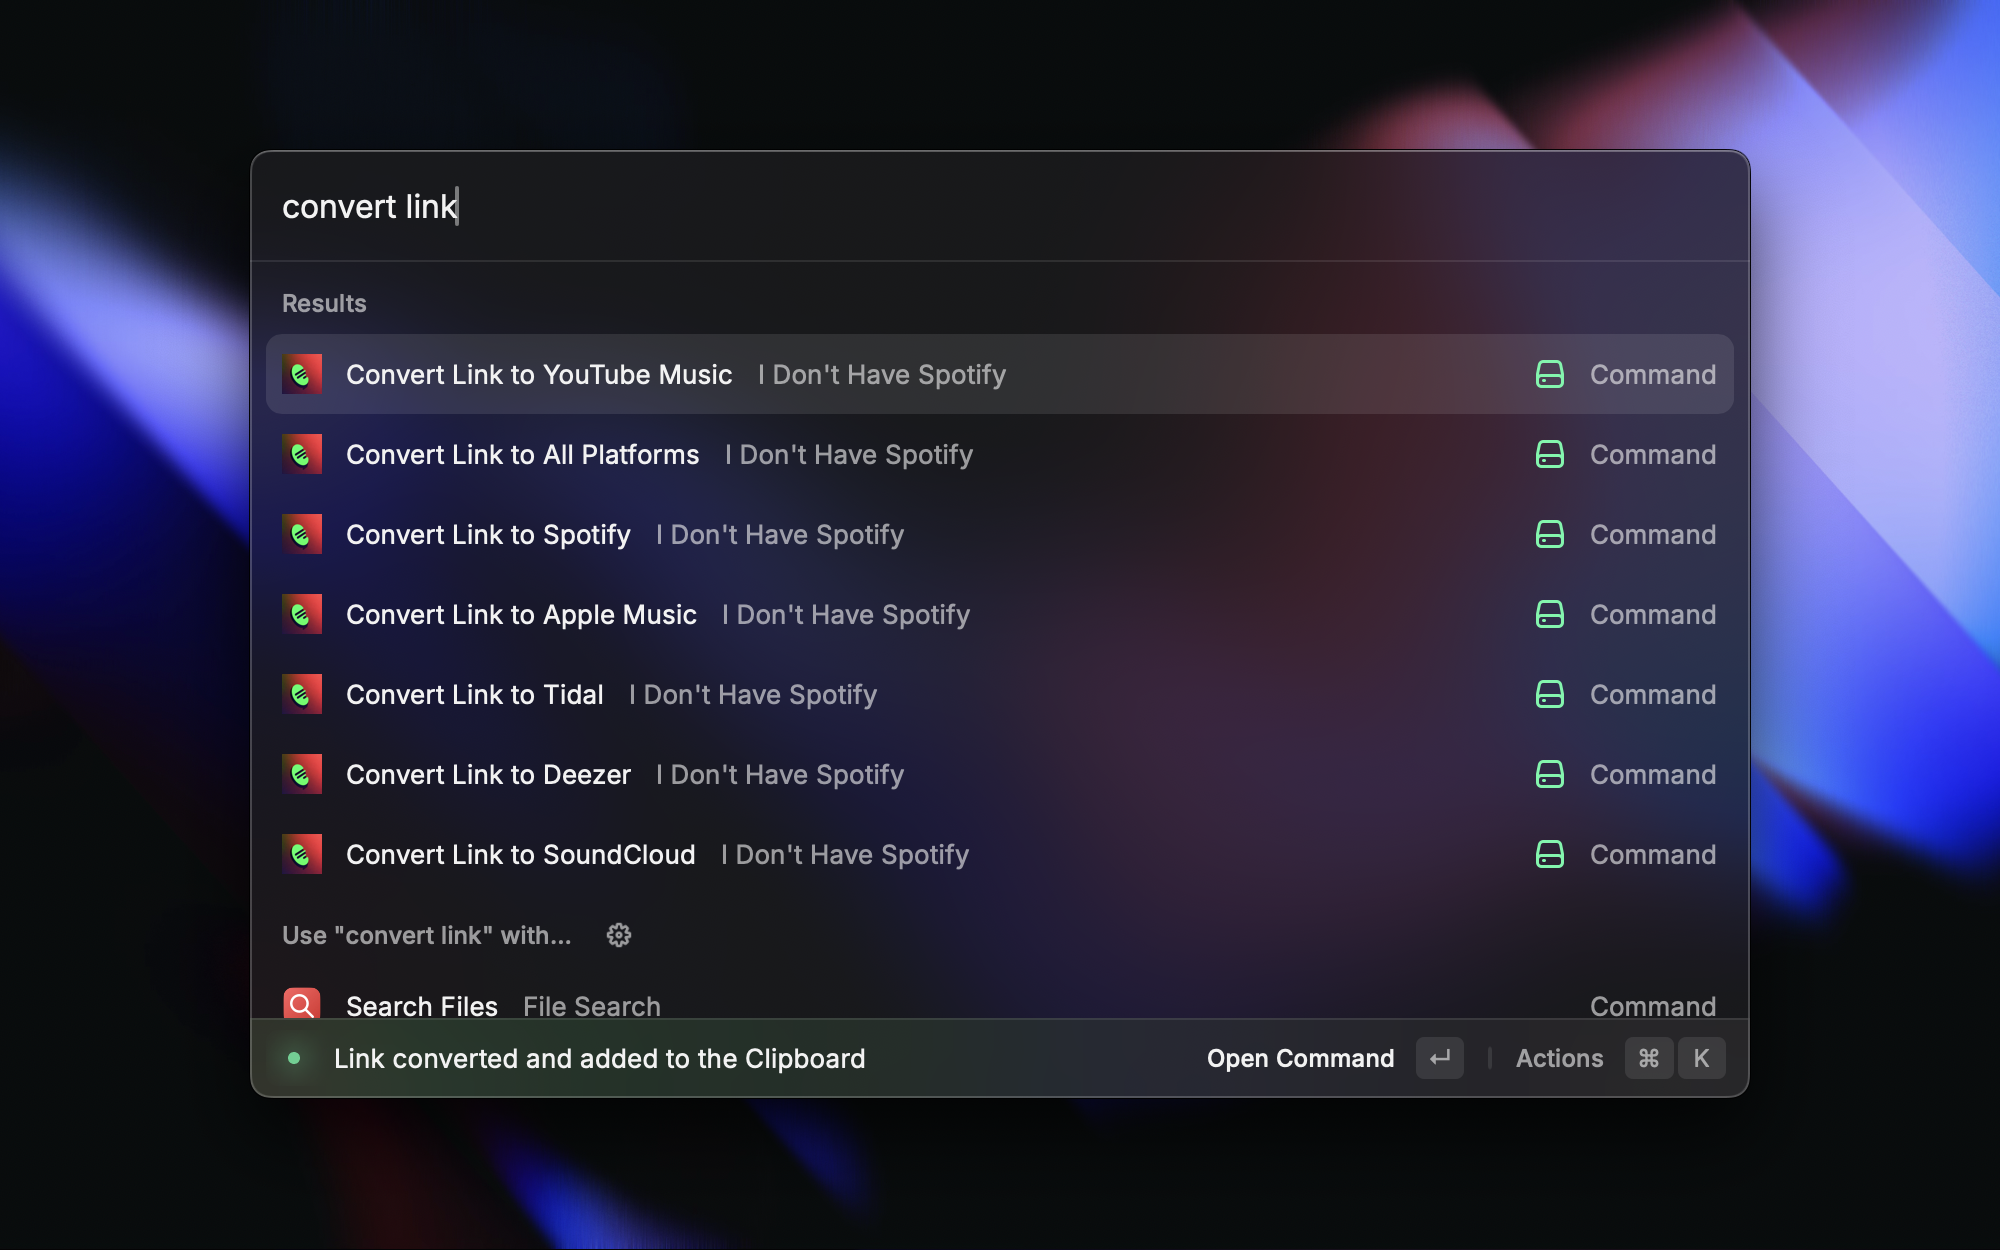 convert link
Results
Convert Link to YouTube Music I Don't Have Spotify Command
Convert Link to All Platforms I Don't Have Spotify Command
Convert Link to Spotify I Don't Have Spotify Command
Convert Link to Apple Music I Don't Have Spotify Command
Convert Link to Tidal I Don't Have Spotify Command
Convert Link to Deezer I Don't Have Spotify Command
Convert Link to SoundCloud I Don't Have Spotify Command
Use "convert link" with...
Search Files File Search Command
Link converted and added to the Clipboard Open Command ↵ Actions ⌘ K